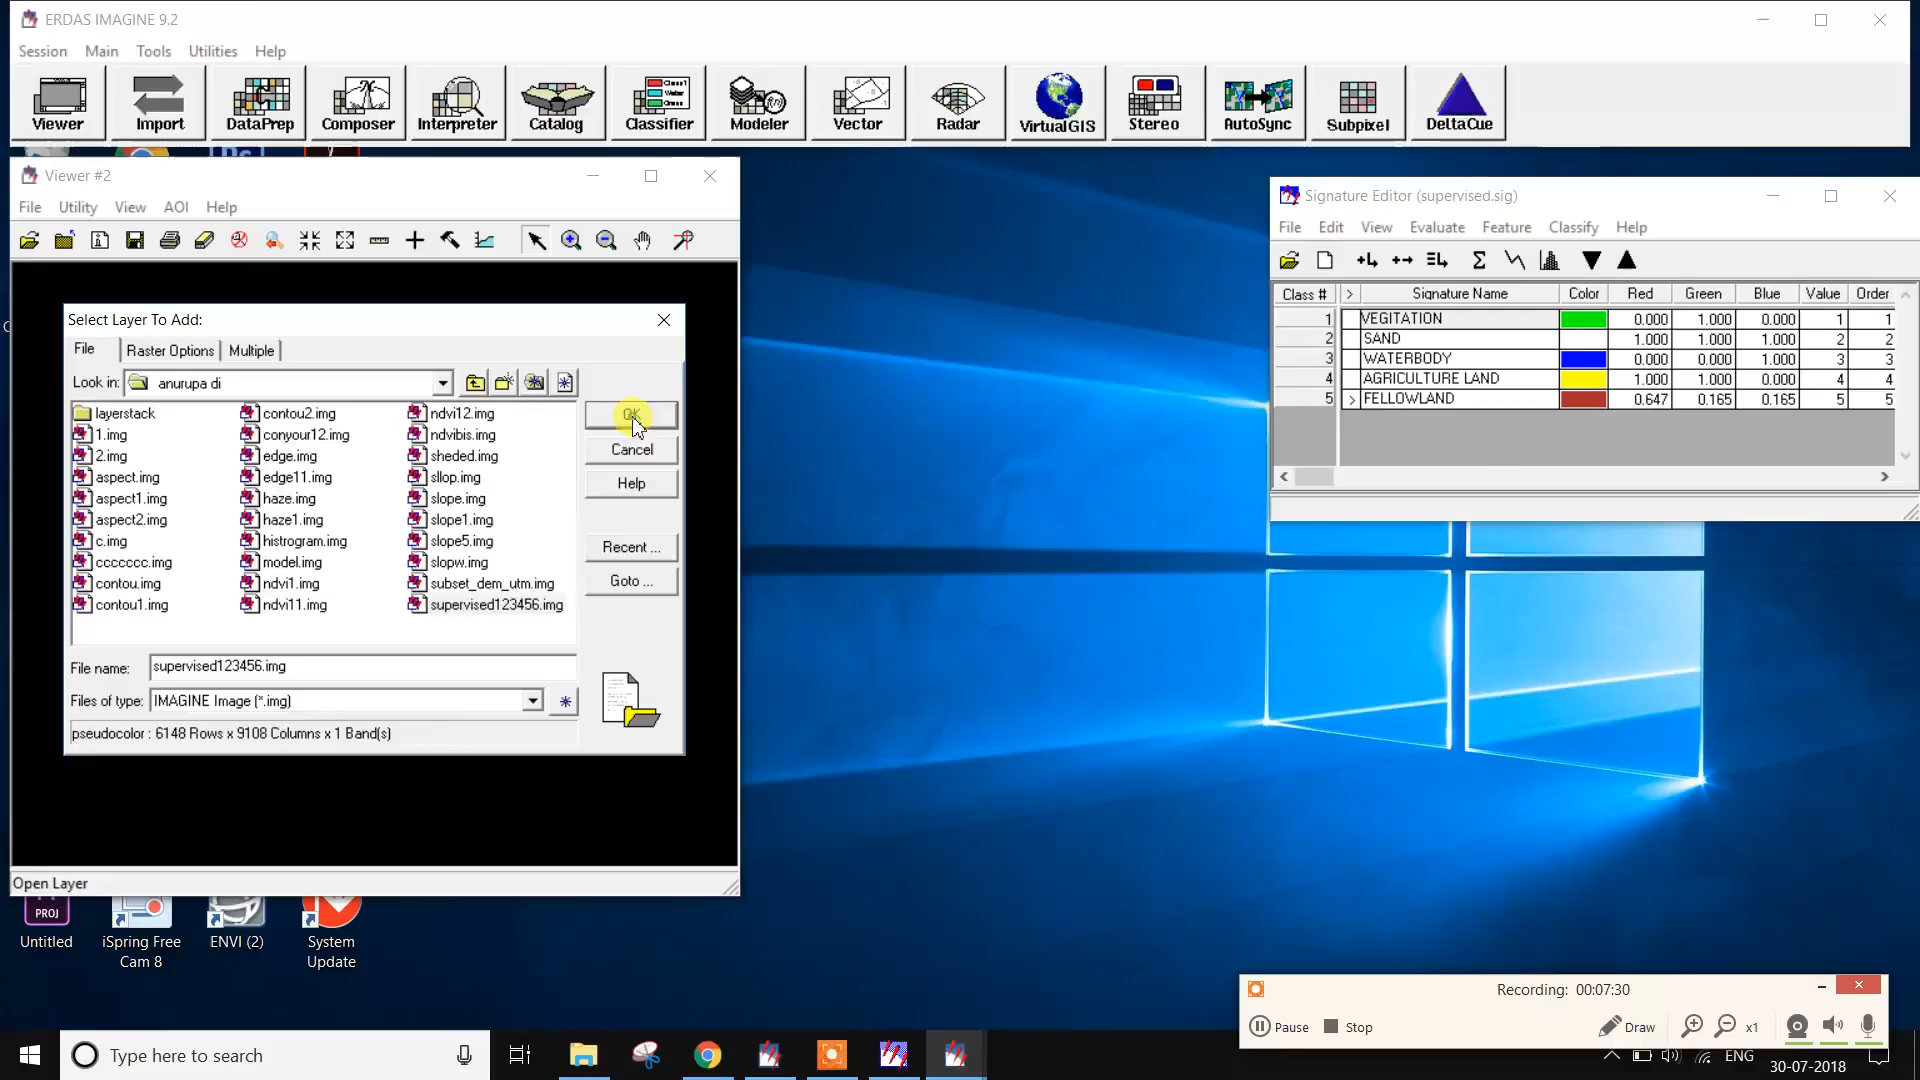 ERDAS IMAGINE 9.2
Session Main Tools Utilities Help
Viewer Import DataPrep Composer Interpreter Catalog Classifier Modeler Vector Radar VirtualGIS Stereo AutoSync Subpixel DeltaCue
Viewer #2
File Utility View AOI Help
Select Layer To Add:
File Raster Options Multiple
Look in: anurupa di
layerstack contou2.img ndvi12.img
1.img conyour12.img ndvibis.img
2.img edge.img sheded.img
aspect.img edge11.img sllop.img
aspect1.img haze.img slope.img
aspect2.img haze1.img slope1.img
c.img histrogram.img slope5.img
ccccccc.img model.img slopw.img
contou.img ndvi1.img subset_dem_utm.img
contou1.img ndvi11.img supervised123456.img
OK
Cancel
Help
Recent ...
Goto ...
File name: supervised123456.img
Files of type: IMAGINE Image (*.img)
pseudocolor : 6148 Rows x 9108 Columns x 1 Band(s)
Open Layer
Signature Editor (supervised.sig)
File Edit View Evaluate Feature Classify Help
Class # > Signature Name Color Red Green Blue Value Order
1 VEGITATION 0.000 1.000 0.000 1 1
2 SAND 1.000 1.000 1.000 2 2
3 WATERBODY 0.000 0.000 1.000 3 3
4 AGRICULTURE LAND 1.000 1.000 0.000 4 4
5 > FELLOWLAND 0.647 0.165 0.165 5 5
PROJ
Untitled
iSpring Free
Cam 8
ENVI (2)
System
Update
Recording: 00:07:30
Pause Stop Draw x1
Type here to search
ENG
30-07-2018